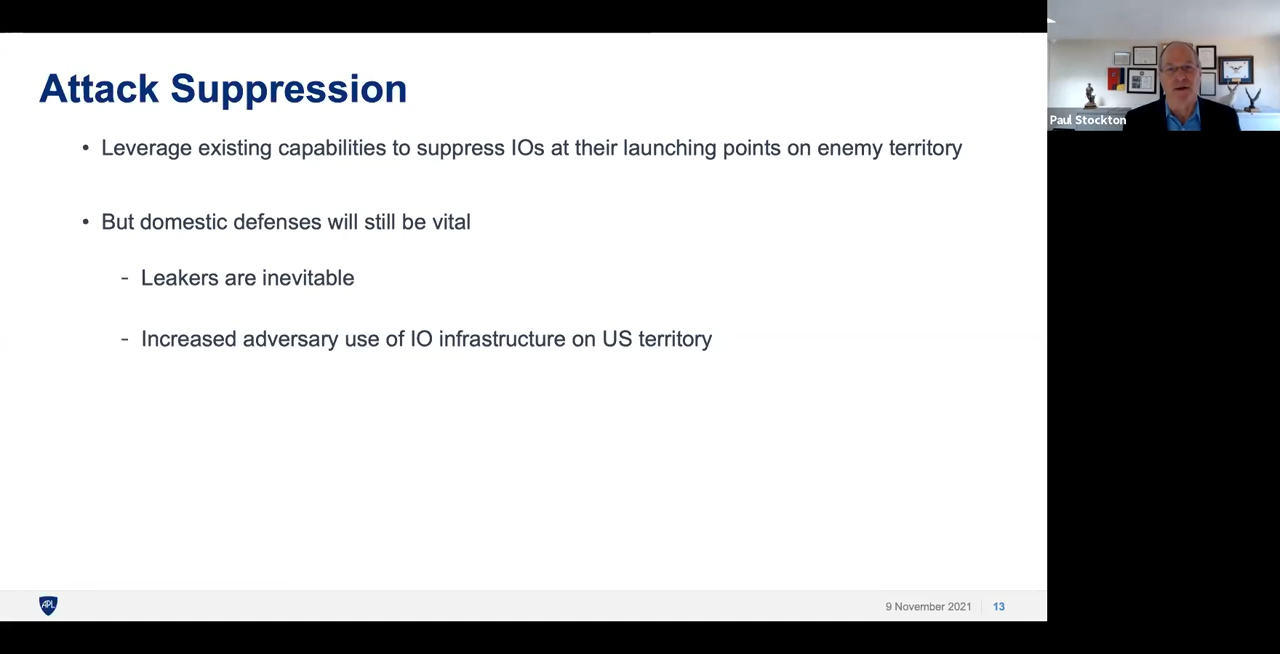 Attack Suppression
• Leverage existing capabilities to suppress IOs at their launching points on enemy territory
• But domestic defenses will still be vital
- Leakers are inevitable
- Increased adversary use of IO infrastructure on US territory
Paul Stockton
APL
9 November 2021
13